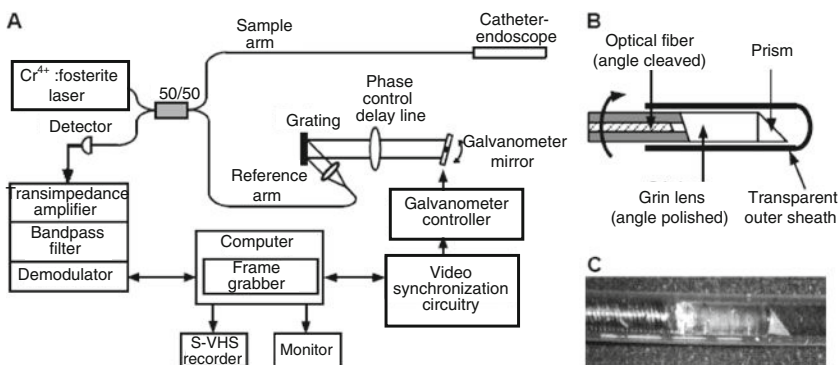 A
Sample
arm
Catheter-
endoscope
Cr4+ :fosterite
laser
50/50
Detector
Phase
control
delay line
Grating
Galvanometer
mirror
Reference
arm
Transimpedance
amplifier
Bandpass
filter
Demodulator
Computer
Frame
grabber
Galvanometer
controller
Video
synchronization
circuitry
S-VHS
recorder
Monitor
B
Optical fiber
(angle cleaved)
Prism
Grin lens
(angle polished)
Transparent
outer sheath
C